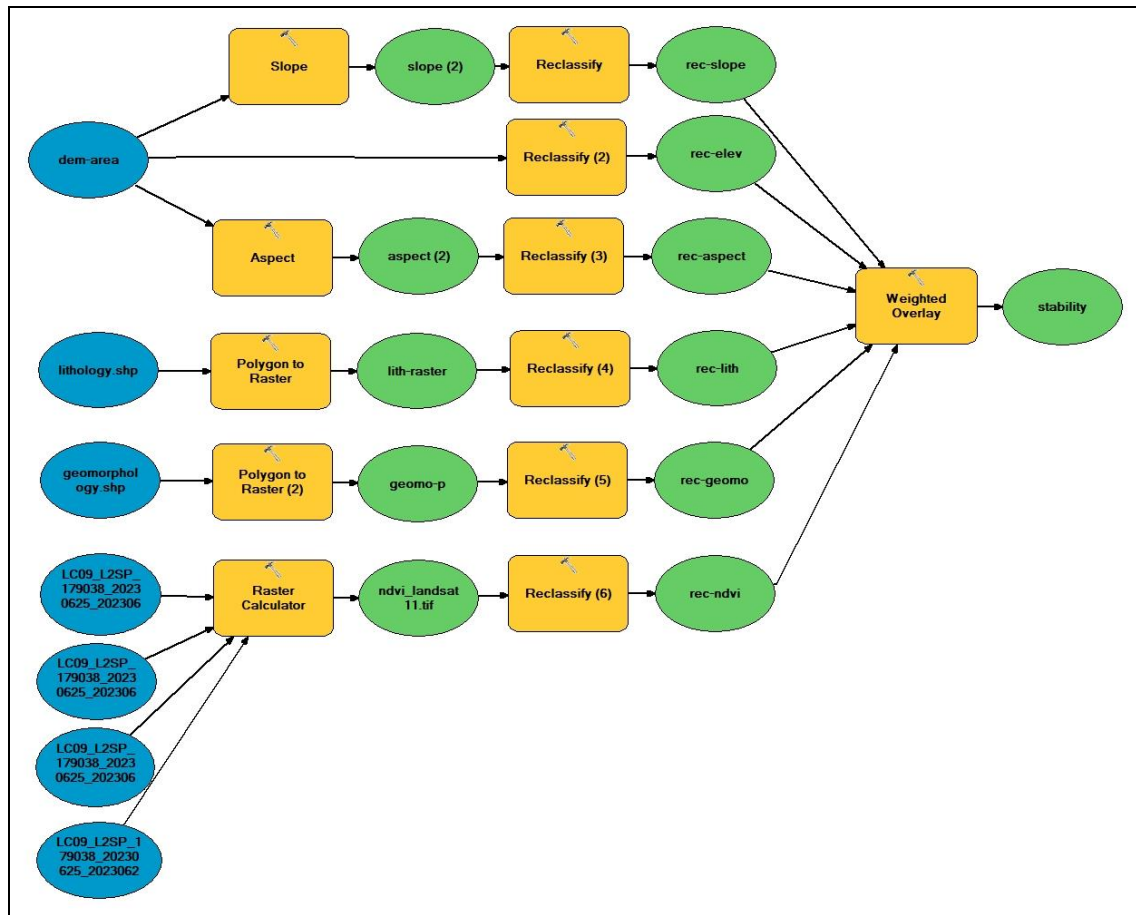 Slope
slope (2)
Reclassify
rec-slope
dem-area
Reclassify (2)
rec-elev
Aspect
aspect (2)
Reclassify (3)
rec-aspect
Weighted
Overlay
stability
lithology.shp
Polygon to
Raster
lith-raster
Reclassify (4)
rec-lith
geomorphol
ogy.shp
Polygon to
Raster (2)
geomo-p
Reclassify (5)
rec-geomo
LC09_L2SP_
179038_2023
0625_202306
Raster
Calculator
ndvi_landsat
11.tif
Reclassify (6)
rec-ndvi
LC09_L2SP_
179038_2023
0625_202306
LC09_L2SP_
179038_2023
0625_202306
LC09_L2SP_1
79038_20230
625_2023062